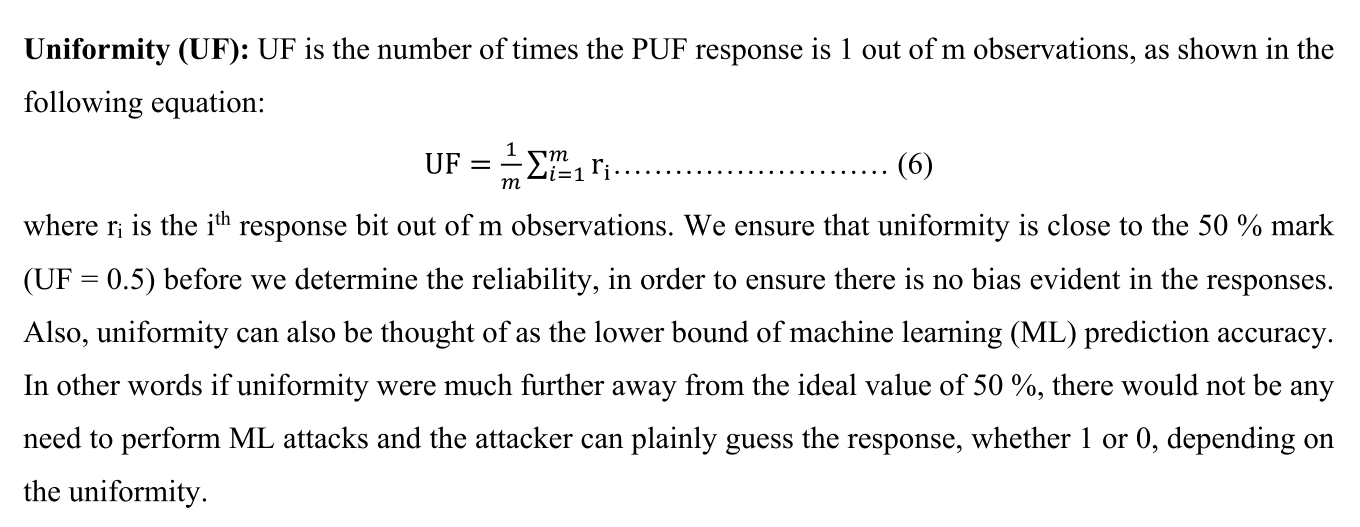 Uniformity (UF): UF is the number of times the PUF response is 1 out of m observations, as shown in the
following equation:
UF = \frac{1}{m} \sum_{i=1}^{m} r_i ............................ (6)
where r_i is the i^th response bit out of m observations. We ensure that uniformity is close to the 50 % mark
(UF = 0.5) before we determine the reliability, in order to ensure there is no bias evident in the responses.
Also, uniformity can also be thought of as the lower bound of machine learning (ML) prediction accuracy.
In other words if uniformity were much further away from the ideal value of 50 %, there would not be any
need to perform ML attacks and the attacker can plainly guess the response, whether 1 or 0, depending on
the uniformity.